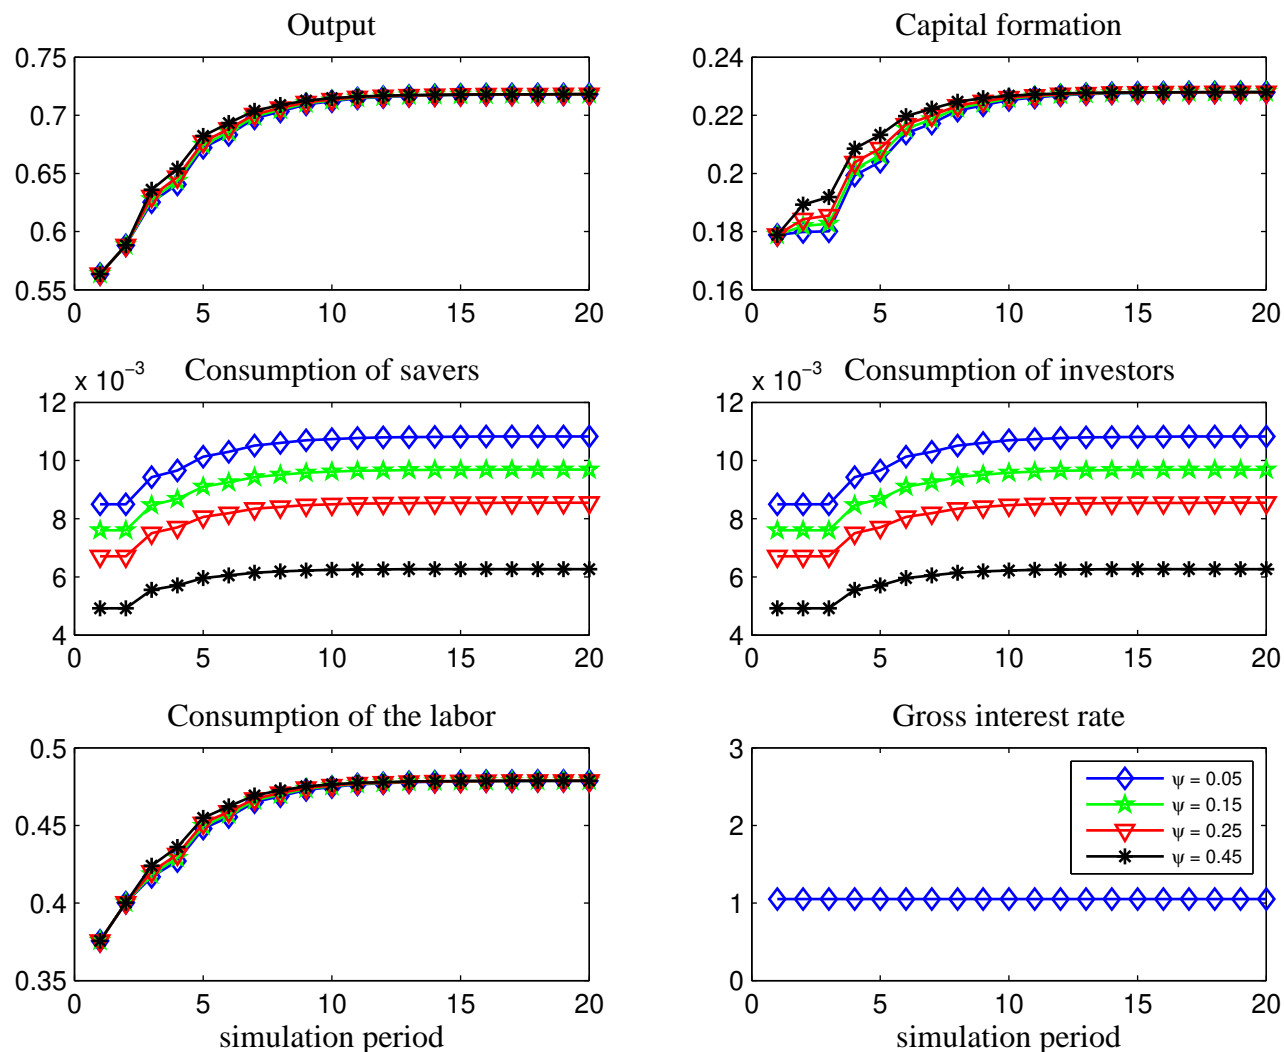 Output
0.75
0.7
0.65
0.6
0.55
0 5 10 15 20
Capital formation
0.24
0.22
0.2
0.18
0.16
0 5 10 15 20
x 10⁻³ Consumption of savers
12
10
8
6
4
0 5 10 15 20
x 10⁻³ Consumption of investors
12
10
8
6
4
0 5 10 15 20
Consumption of the labor
0.5
0.45
0.4
0.35
0 5 10 15 20
simulation period
Gross interest rate
3
2
1
0
ψ = 0.05
ψ = 0.15
ψ = 0.25
ψ = 0.45
0 5 10 15 20
simulation period